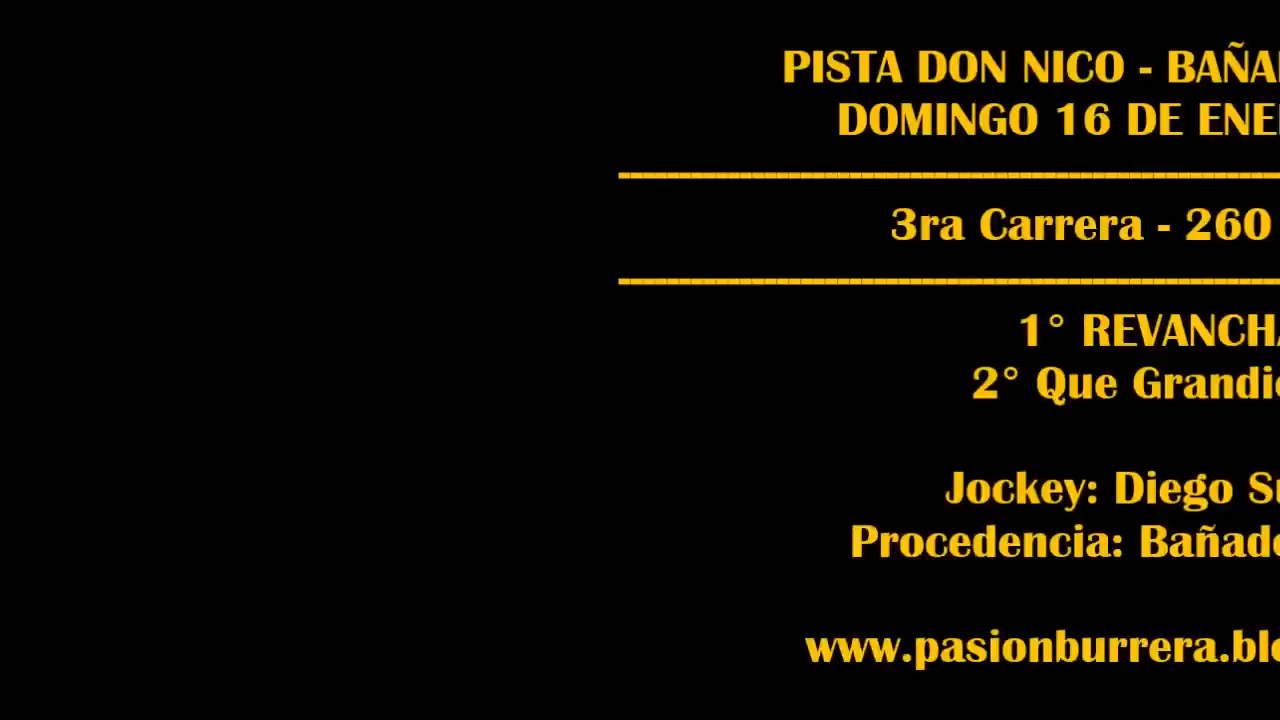 PISTA DON NICO - BAÑA
DOMINGO 16 DE ENE
3ra Carrera - 260
1° REVANCHA
2° Que Grandi
Jockey: Diego S
Procedencia: Bañad
www.pasionburrera.bl